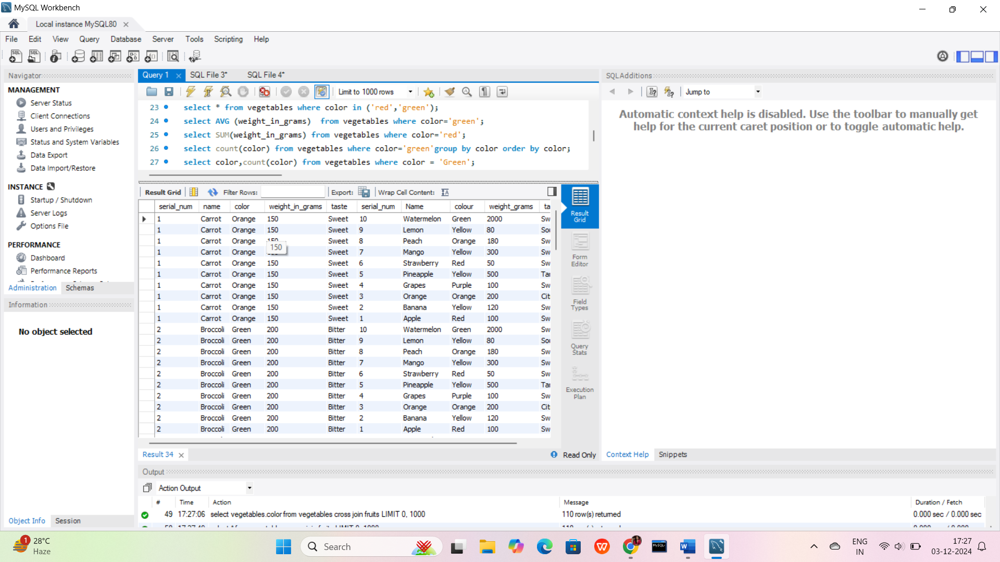 MySQL Workbench
Local instance MySQL80
File Edit View Query Database Server Tools Scripting Help
Navigator
MANAGEMENT
Server Status
Client Connections
Users and Privileges
Status and System Variables
Data Export
Data Import/Restore
INSTANCE
Startup / Shutdown
Server Logs
Options File
PERFORMANCE
Dashboard
Performance Reports
Administration Schemas
Information
No object selected
Object Info Session
Query 1 SQL File 3* SQL File 4*
Limit to 1000 rows
23 select * from vegetables where color in ('red','green');
24 select AVG (weight_in_grams) from vegetables where color='green';
25 select SUM(weight_in_grams) from vegetables where color='red';
26 select count(color) from vegetables where color='green'group by color order by color;
27 select color,count(color) from vegetables where color = 'Green';
Result Grid Filter Rows: Export: Wrap Cell Content:
serial_num name color weight_in_grams taste serial_num Name colour weight_grams ta
1 Carrot Orange 150 Sweet 10 Watermelon Green 2000 Sw
1 Carrot Orange 150 Sweet 9 Lemon Yellow 80 Sou
1 Carrot Orange 150 Sweet 8 Peach Orange 180 Sw
150
1 Carrot Orange Sweet 7 Mango Yellow 300 Sw
1 Carrot Orange 150 Sweet 6 Strawberry Red 50 Sw
1 Carrot Orange 150 Sweet 5 Pineapple Yellow 500 Tar
1 Carrot Orange 150 Sweet 4 Grapes Purple 100 Sw
1 Carrot Orange 150 Sweet 3 Orange Orange 200 Cit
1 Carrot Orange 150 Sweet 2 Banana Yellow 120 Sw
1 Carrot Orange 150 Sweet 1 Apple Red 100 Sw
2 Broccoli Green 200 Bitter 10 Watermelon Green 2000 Sw
2 Broccoli Green 200 Bitter 9 Lemon Yellow 80 Sou
2 Broccoli Green 200 Bitter 8 Peach Orange 180 Sw
2 Broccoli Green 200 Bitter 7 Mango Yellow 300 Sw
2 Broccoli Green 200 Bitter 6 Strawberry Red 50 Sw
2 Broccoli Green 200 Bitter 5 Pineapple Yellow 500 Tar
2 Broccoli Green 200 Bitter 4 Grapes Purple 100 Sw
2 Broccoli Green 200 Bitter 3 Orange Orange 200 Cit
2 Broccoli Green 200 Bitter 2 Banana Yellow 120 Sw
2 Broccoli Green 200 Bitter 1 Apple Red 100 Sw
Result Grid
Form Editor
Field Types
Query Stats
Execution Plan
Result 34 Read Only
SQLAdditions
Jump to
Automatic context help is disabled. Use the toolbar to manually get
help for the current caret position or to toggle automatic help.
Context Help Snippets
Output
Action Output
# Time Action Message Duration / Fetch
49 17:27:06 select vegetables.color from vegetables cross join fruits LIMIT 0, 1000 110 row(s) returned 0.000 sec / 0.000 sec
1 28°C
Haze
Search
ENG
IN
17:27
03-12-2024